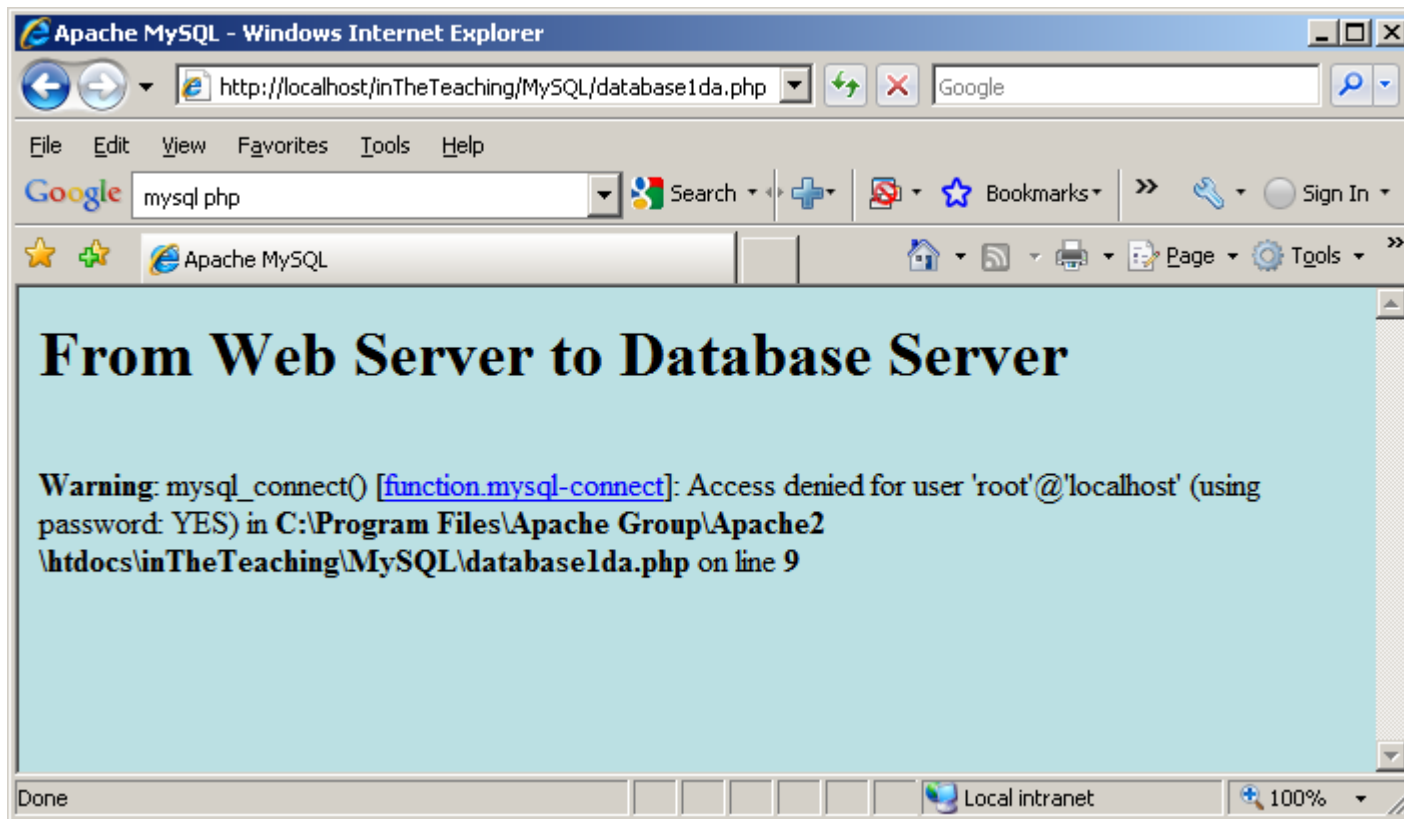 Apache MySQL - Windows Internet Explorer
http://localhost/inTheTeaching/MySQL/database1da.php
Google
File Edit View Favorites Tools Help
Google mysql php Search Bookmarks >> Sign In
Apache MySQL Page Tools >>
From Web Server to Database Server
Warning: mysql_connect() [function.mysql-connect]: Access denied for user 'root'@'localhost' (using
password: YES) in C:\Program Files\Apache Group\Apache2
\htdocs\inTheTeaching\MySQL\database1da.php on line 9
Done Local intranet 100%